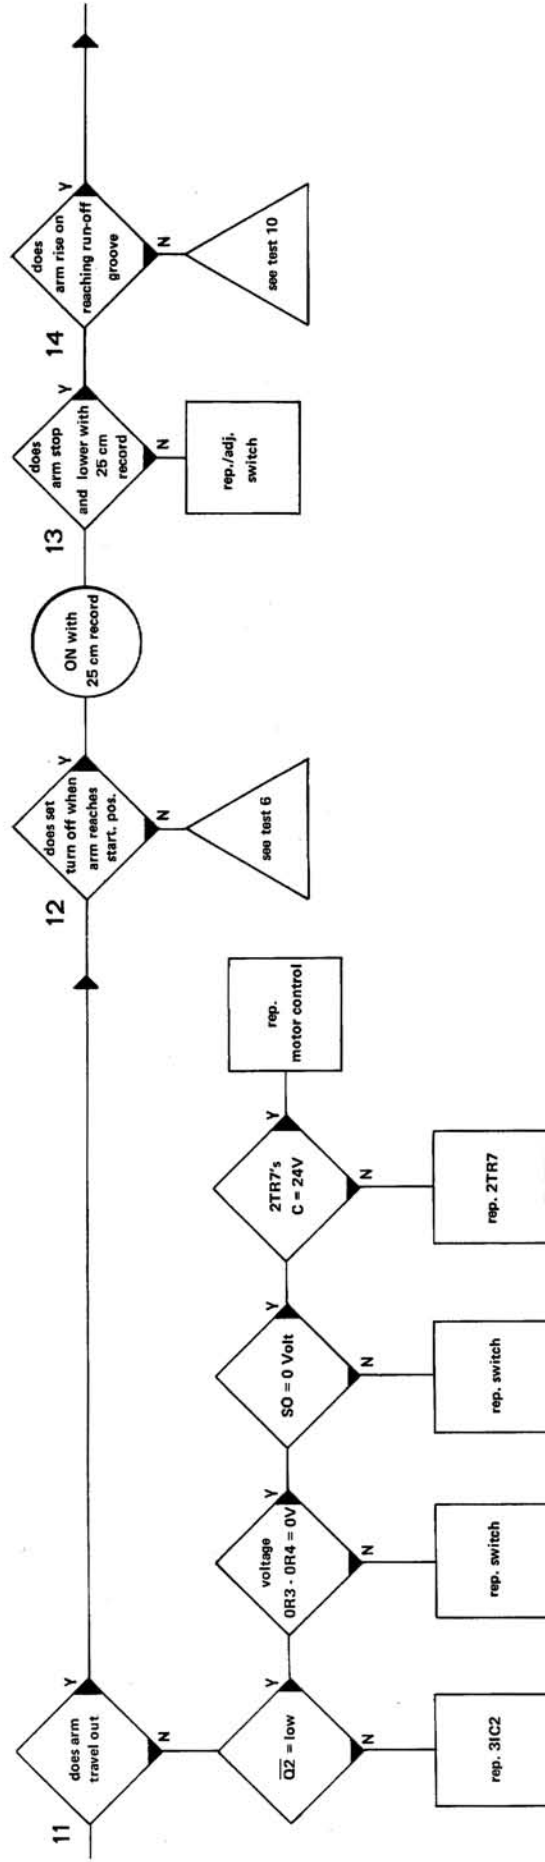 11
does arm
travel out
Y
N
Q2 = low
Y
N
rep. 3IC2
voltage
0R3 - 0R4 = 0V
Y
N
rep. switch
SO = 0 Volt
Y
N
rep. switch
2TR7's
C = 24V
Y
N
rep. 2TR7
rep.
motor control
12
does set
turn off when
arm reaches
start. pos.
Y
N
see test 6
ON with
25 cm record
13
does
arm stop
and lower with
25 cm
record
Y
N
rep./adj.
switch
14
does
arm rise on
reaching run-off
groove
Y
N
see test 10